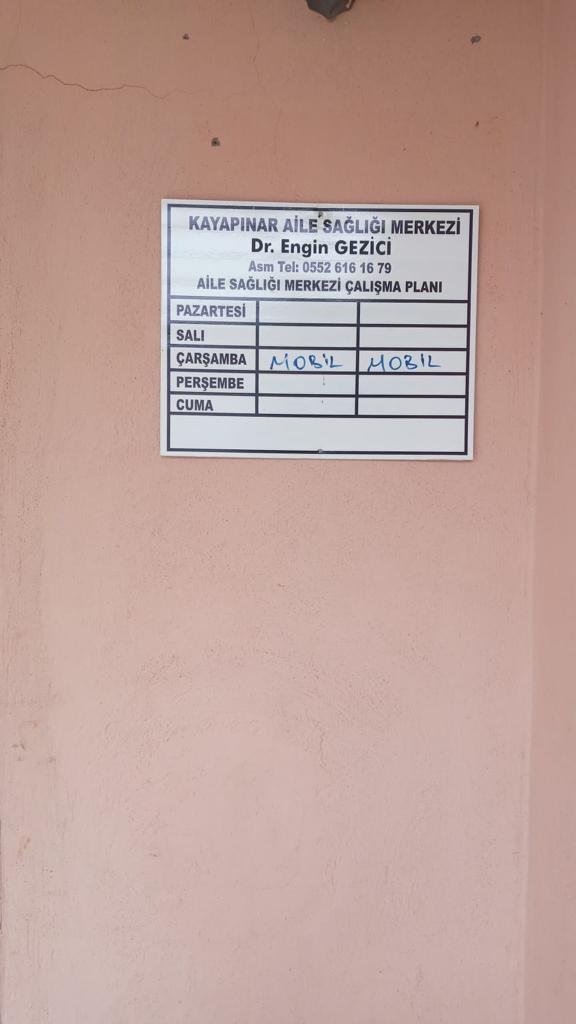 KAYAPINAR AİLE SAĞLIĞI MERKEZİ
Dr. Engin GEZİCİ
Asm Tel: 0552 616 16 79
AİLE SAĞLIĞI MERKEZİ ÇALIŞMA PLANI
PAZARTESİ
SALI
ÇARŞAMBA MOBİL MOBİL
PERŞEMBE
CUMA